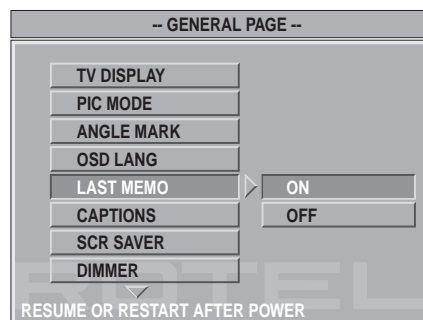 -- GENERAL PAGE --
TV DISPLAY
PIC MODE
ANGLE MARK
OSD LANG
LAST MEMO
ON
CAPTIONS
OFF
SCR SAVER
DIMMER
ROTEL
RESUME OR RESTART AFTER POWER